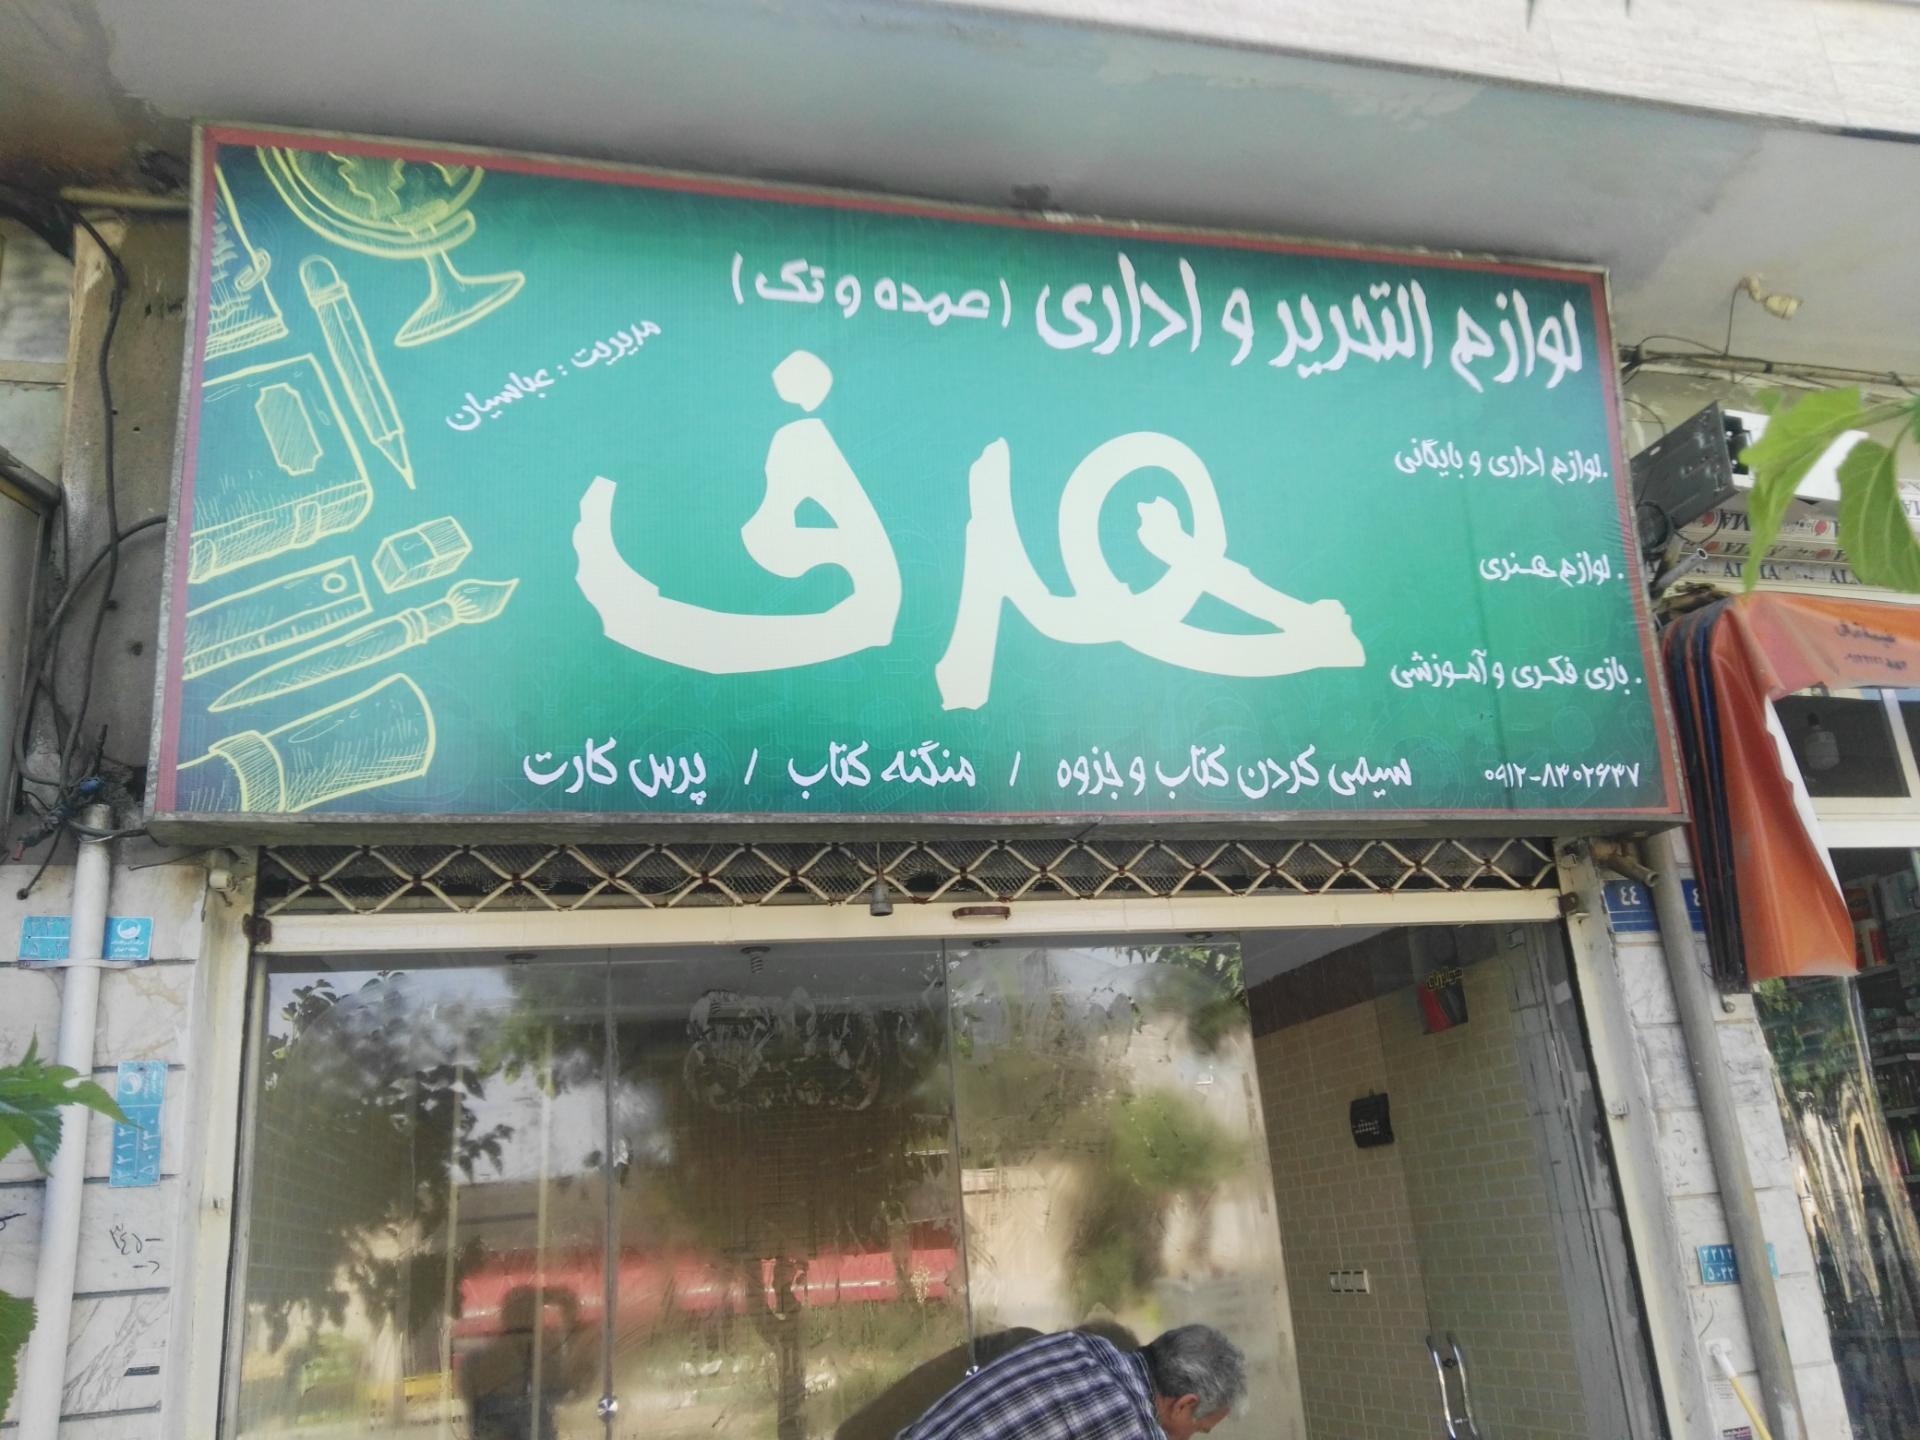 لوازم التحریر و اداری (عمده و تک)
مدیریت : عباسیان
هدف
.لوازم اداری و بایگانی
.لوازم هنری
.بازی فکری و آموزشی
سیمی کردن کتاب و جزوه / منگنه کتاب / پرس کارت
۰۹۱۲-۸۳۰۲۶۳۷
٤٤